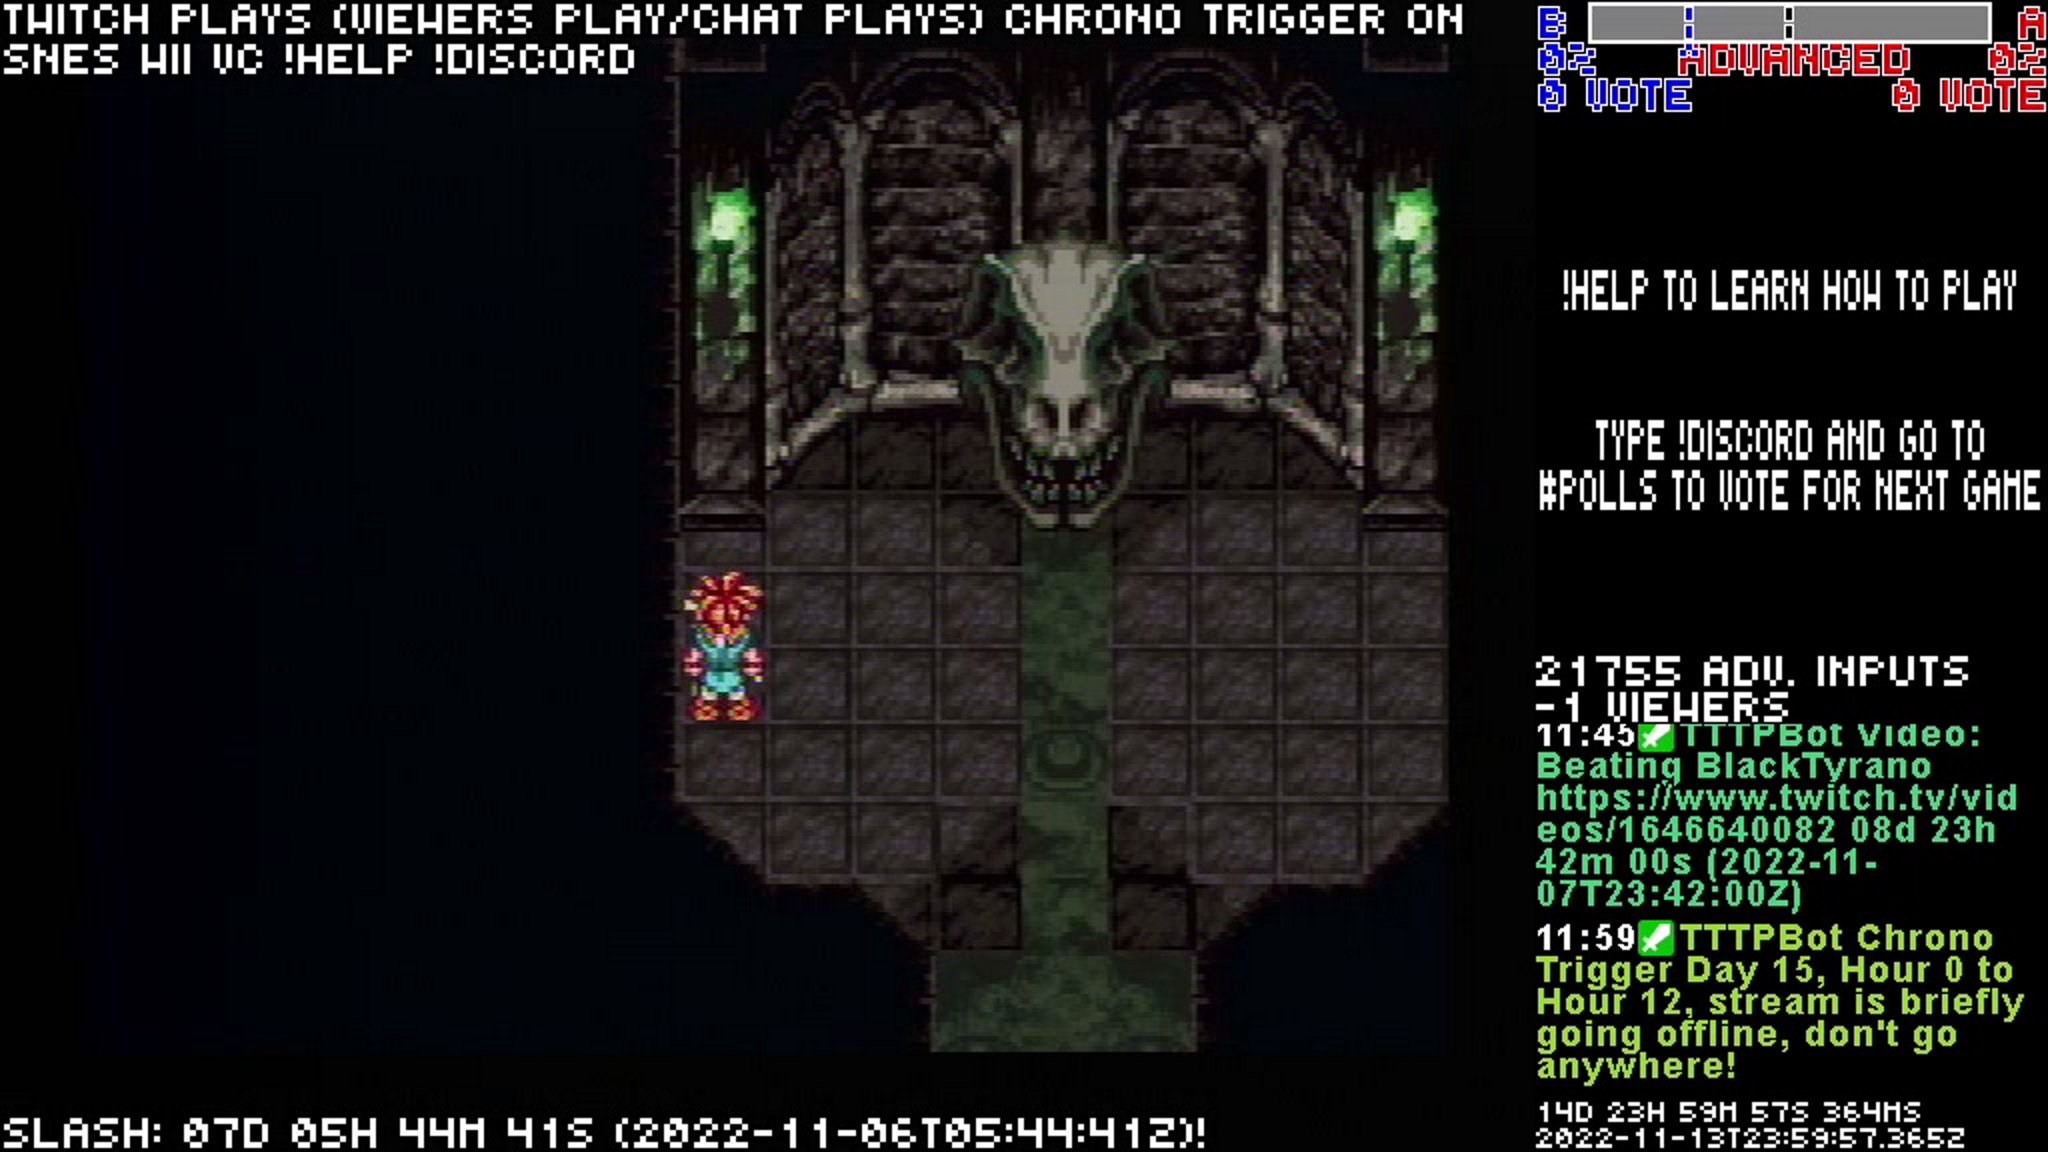 TWITCH PLAYS (VIEWERS PLAY/CHAT PLAYS) CHRONO TRIGGER ON
SNES WII VC !HELP !DISCORD
B
A
0%
ADVANCED
0%
0 VOTE
0 VOTE
!HELP TO LEARN HOW TO PLAY
TYPE !DISCORD AND GO TO
#POLLS TO VOTE FOR NEXT GAME
21755 ADV. INPUTS
-1 VIEWERS
11:45 TTTPBot Video:
Beating BlackTyrano
https://www.twitch.tv/vid
eos/1646640082 08d 23h
42m 00s (2022-11-
07T23:42:00Z)
11:59 TTTPBot Chrono
Trigger Day 15, Hour 0 to
Hour 12, stream is briefly
going offline, don't go
anywhere!
14D 23H 59M 57S 364MS
2022-11-13T23:59:57.365Z
SLASH: 07D 05H 44M 41S (2022-11-06T05:44:41Z)!